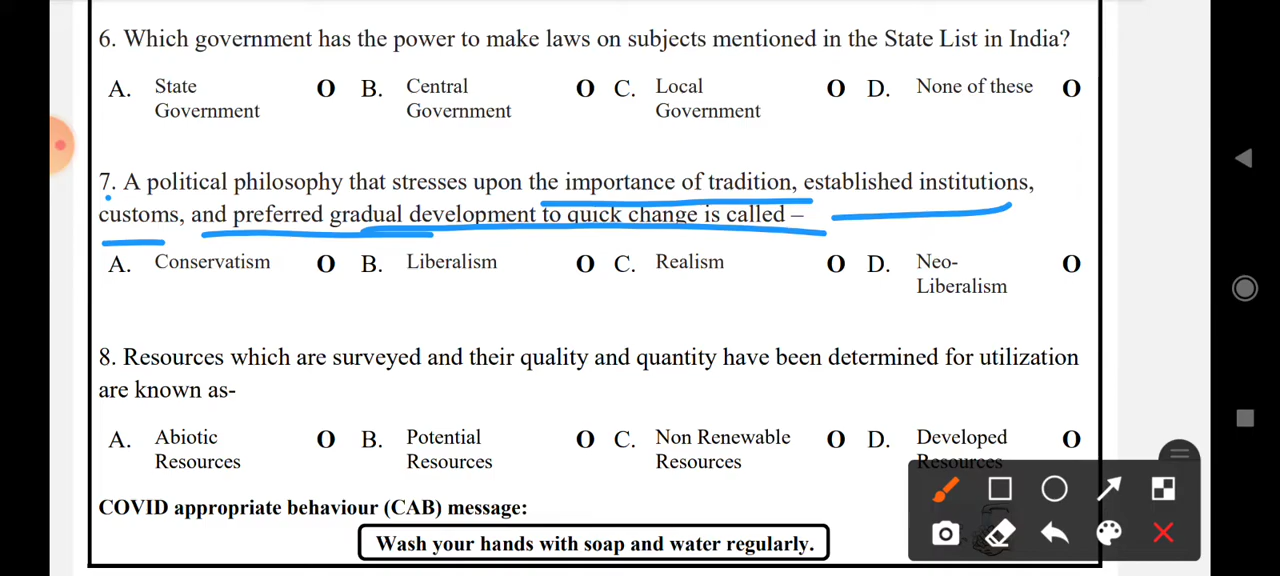 6. Which government has the power to make laws on subjects mentioned in the State List in India?
A. State Government O B. Central Government O C. Local Government O D. None of these O
7. A political philosophy that stresses upon the importance of tradition, established institutions,
customs, and preferred gradual development to quick change is called –
A. Conservatism O B. Liberalism O C. Realism O D. Neo-Liberalism O
8. Resources which are surveyed and their quality and quantity have been determined for utilization
are known as-
A. Abiotic Resources O B. Potential Resources O C. Non Renewable Resources O D. Developed Resources O
COVID appropriate behaviour (CAB) message:
Wash your hands with soap and water regularly.